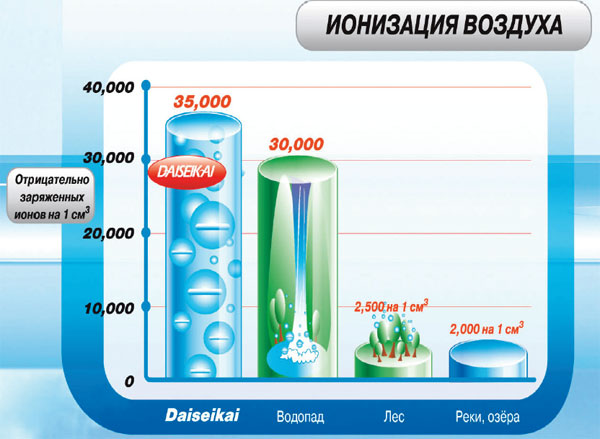 ИОНИЗАЦИЯ ВОЗДУХА
Отрицательно
заряженных
ионов на 1 см³
40,000
30,000
20,000
10,000
0
35,000
DAISEIKAI
30,000
2,500 на 1 см³
2,000 на 1 см³
Daiseikai
Водопад
Лес
Реки, озёра